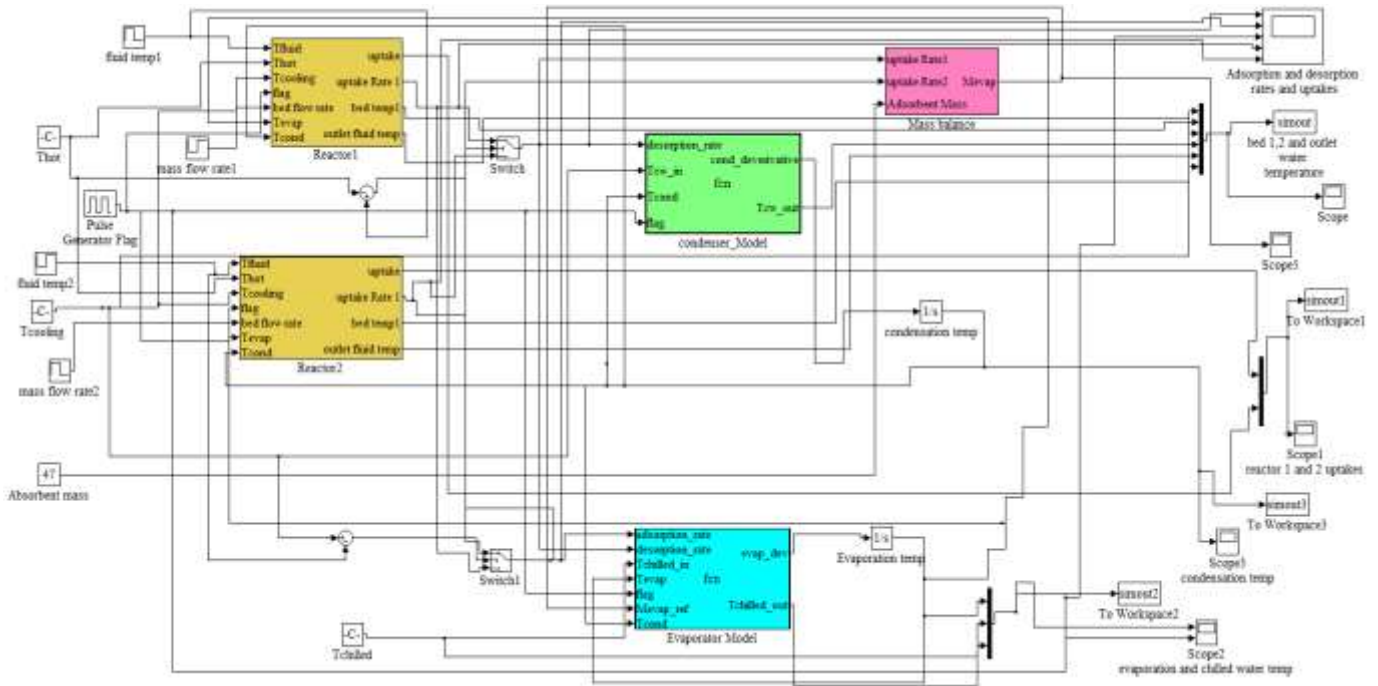 fluid temp1
-C-
Thot
mass flow rate1
Pulse
Generator Flag
fluid temp2
-C-
Tcooling
mass flow rate2
47
Absorbent mass
Tfluid
Thot
Tcooling
flag
bed flow rate
Tevap
Tcond
uptake
uptake Rate 1
bed temp1
outlet fluid temp
Reactor1
Tfluid
Thot
Tcooling
flag
bed flow rate
Tevap
Tcond
uptake
uptake Rate 1
bed temp1
outlet fluid temp
Reactor2
Switch
desorption_rate
Tcw_in
Tcond
flag
fcn
Tcw_out
condenser_Model
uptake Rate1
uptake Rate2
Adsorbent Mass
Mevap
Mass balance
Adsorption and desorption
rates and uptakes
simout
bed 1,2 and outlet
water
temperature
Scope
Scope5
1/s
condensation temp
simout1
To Workspace1
Scope1
reactor 1 and 2 uptakes
simout3
To Workspace3
Scope3
condensation temp
Switch1
-C-
Tchilled
adsorption_rate
desorption_rate
Tchilled_in
Tevap
flag
Mevap_ref
Tcond
evap_dev
fcn
Tchilled_out
Evaporator Model
1/s
Evaporation temp
simout2
To Workspace2
Scope2
evaporation and chilled water temp